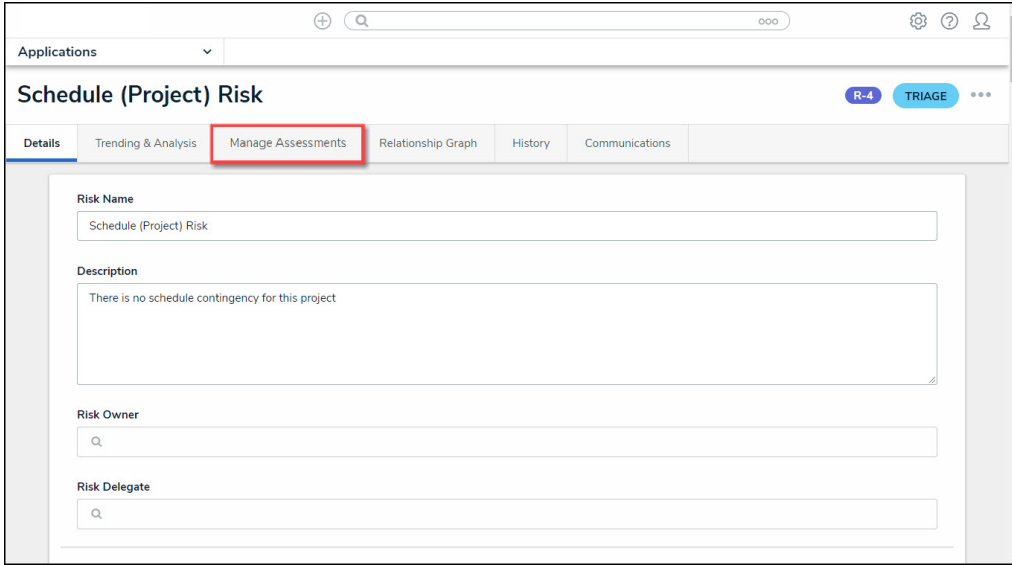 Applications
Schedule (Project) Risk
R-4
TRIAGE
Details
Trending & Analysis
Manage Assessments
Relationship Graph
History
Communications
Risk Name
Schedule (Project) Risk
Description
There is no schedule contingency for this project
Risk Owner
Risk Delegate